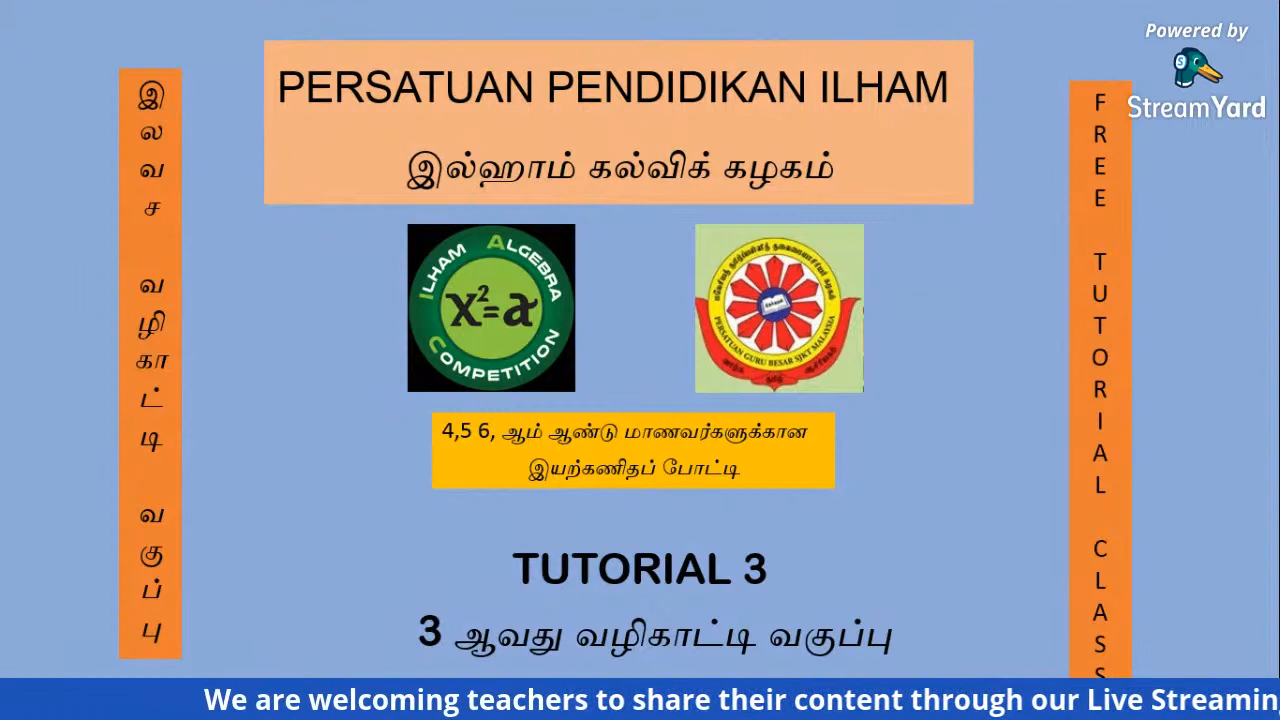 Powered by
StreamYard
PERSATUAN PENDIDIKAN ILHAM
இல்ஹாம் கல்விக் கழகம்
இலவச வழிகாட்டி வகுப்பு
FREE TUTORIAL CLASS
ILHAM ALGEBRA
x²=a
COMPETITION
PERSATUAN GURU BESAR SJKT MALAYSIA
தமிழ்
4,5 6, ஆம் ஆண்டு மாணவர்களுக்கான
இயற்கணிதப் போட்டி
TUTORIAL 3
3 ஆவது வழிகாட்டி வகுப்பு
We are welcoming teachers to share their content through our Live Streamin